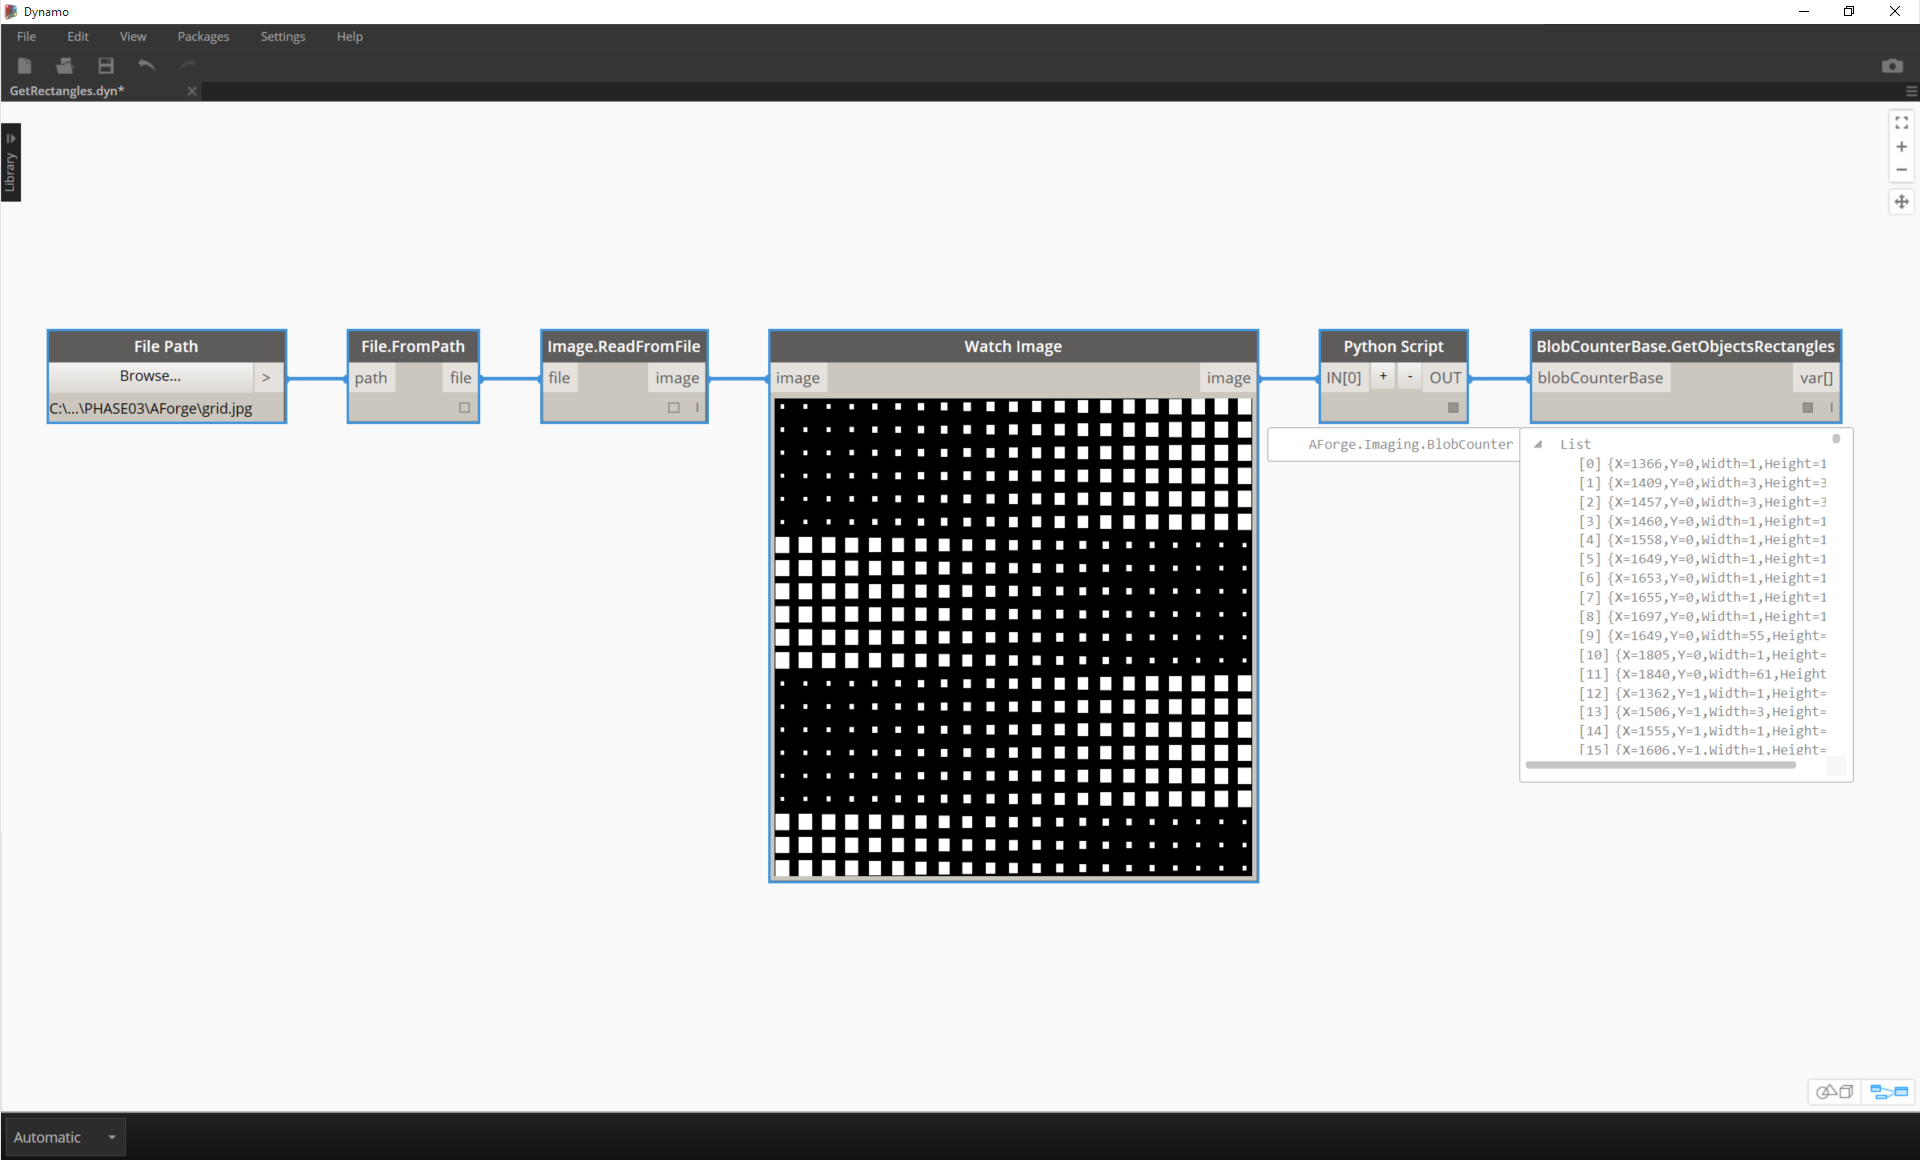 Dynamo
File Edit View Packages Settings Help
GetRectangles.dyn*
Library
File Path
Browse... >
C:\...\PHASE03\AForge\grid.jpg
File.FromPath
path file
Image.ReadFromFile
file image
Watch Image
image image
Python Script
IN[0] + - OUT
AForge.Imaging.BlobCounter
BlobCounterBase.GetObjectsRectangles
blobCounterBase var[]
List
[0] {X=1366,Y=0,Width=1,Height=1
[1] {X=1409,Y=0,Width=3,Height=3
[2] {X=1457,Y=0,Width=3,Height=3
[3] {X=1460,Y=0,Width=1,Height=1
[4] {X=1558,Y=0,Width=1,Height=1
[5] {X=1649,Y=0,Width=1,Height=1
[6] {X=1653,Y=0,Width=1,Height=1
[7] {X=1655,Y=0,Width=1,Height=1
[8] {X=1697,Y=0,Width=1,Height=1
[9] {X=1649,Y=0,Width=55,Height=
[10] {X=1805,Y=0,Width=1,Height=
[11] {X=1840,Y=0,Width=61,Height
[12] {X=1362,Y=1,Width=1,Height=
[13] {X=1506,Y=1,Width=3,Height=
[14] {X=1555,Y=1,Width=1,Height=
[15] {X=1606,Y=1,Width=1,Height=
Automatic